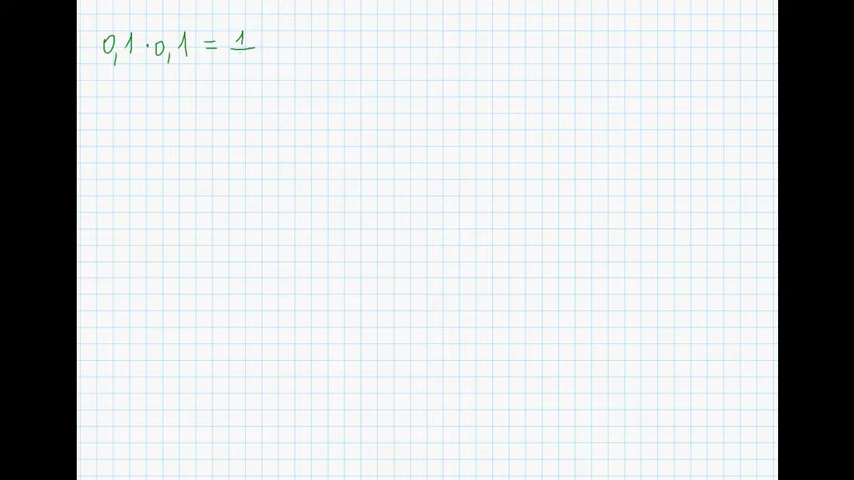 0,1 · 0,1 = 1